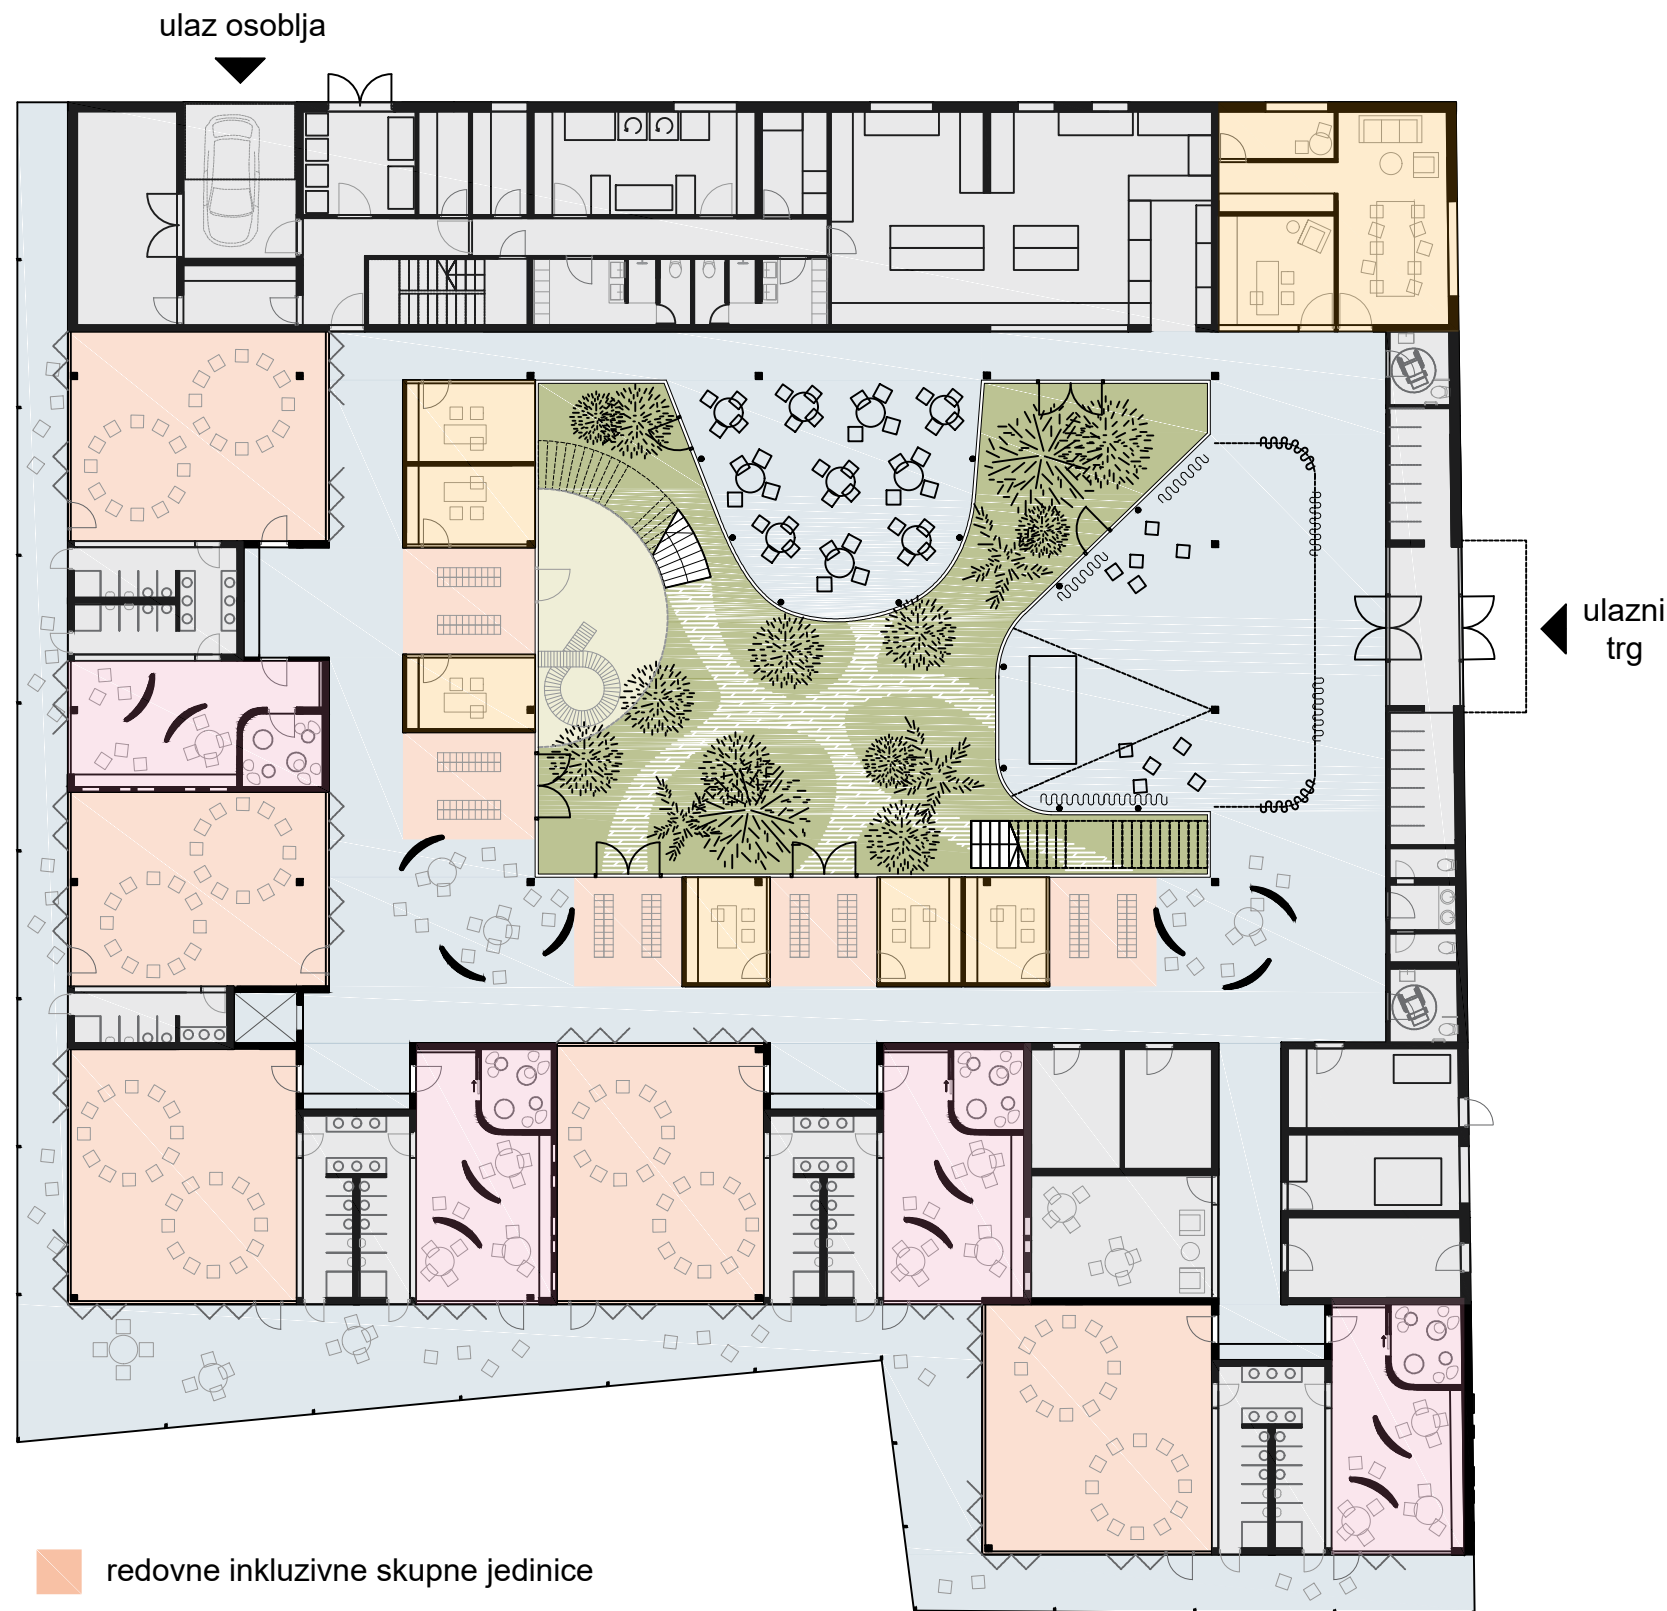 ulaz osoblja
ulazni
trg
redovne inkluzivne skupne jedinice